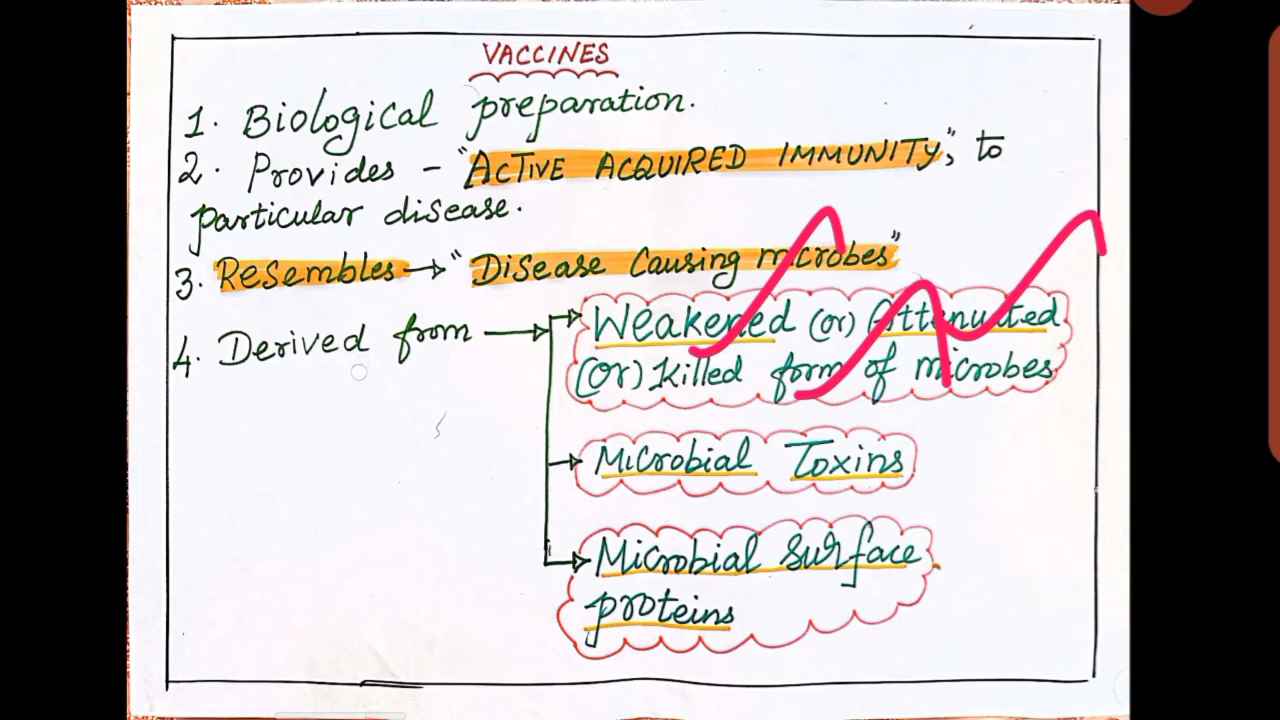 VACCINES
1. Biological preparation.
2. Provides - "ACTIVE ACQUIRED IMMUNITY", to
particular disease.
3. Resembles → "Disease Causing microbes"
4. Derived from → Weakened (or) Attenuated
(or) Killed form of microbes
Microbial Toxins
Microbial surface
proteins